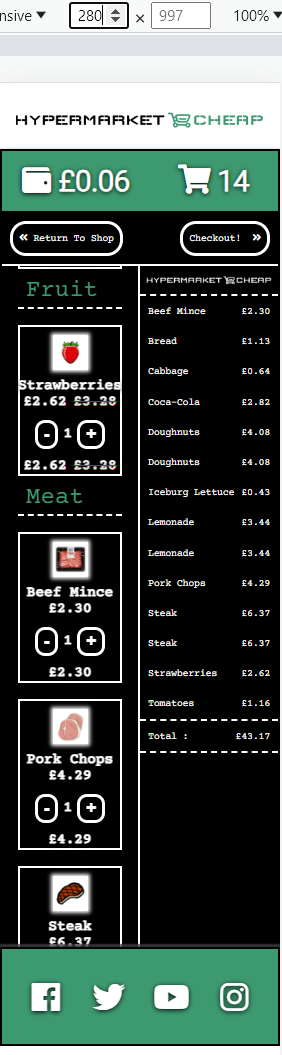 nsive 280 × 997 100%
HYPERMARKET CHEAP
£0.06 14
« Return To Shop Checkout! »
Fruit
Strawberries
£2.62 £3.28
- 1 +
£2.62 £3.28
Meat
Beef Mince
£2.30
- 1 +
£2.30
Pork Chops
£4.29
- 1 +
£4.29
Steak
£6.37
HYPERMARKET CHEAP
Beef Mince £2.30
Bread £1.13
Cabbage £0.64
Coca-Cola £2.82
Doughnuts £4.08
Doughnuts £4.08
Iceburg Lettuce £0.43
Lemonade £3.44
Lemonade £3.44
Pork Chops £4.29
Steak £6.37
Steak £6.37
Strawberries £2.62
Tomatoes £1.16
Total : £43.17